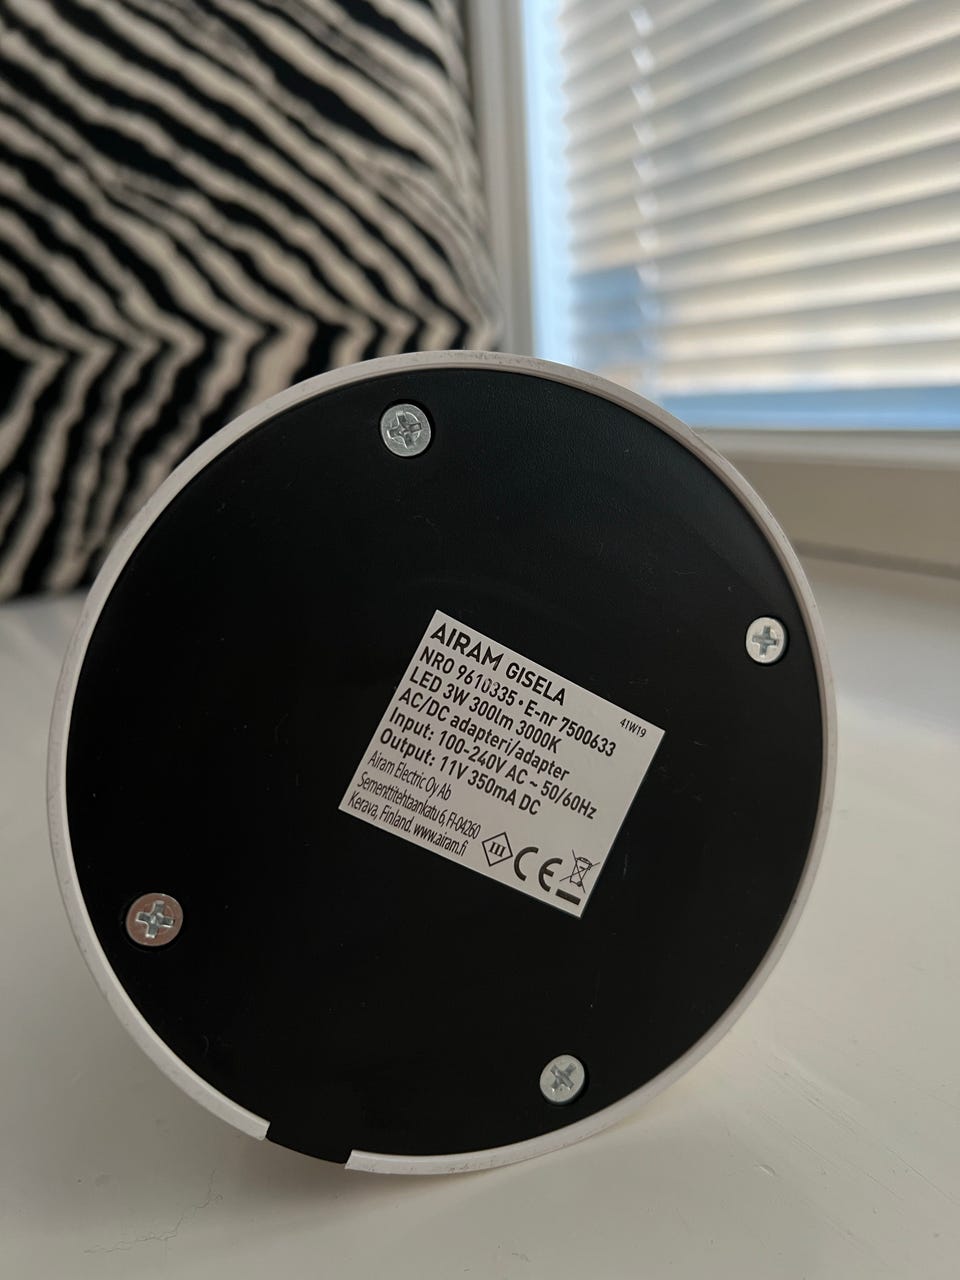 AIRAM GISELA
NRO 9610335 • E-nr 7500633
41W19
LED 3W 300lm 3000K
AC/DC adapteri/adapter
Input: 100-240V AC ~ 50/60Hz
Output: 11V 350mA DC
Airam Electric Oy Ab
Sementtitehtaankatu 6, FI-04260
Kerava, Finland. www.airam.fi
III CE